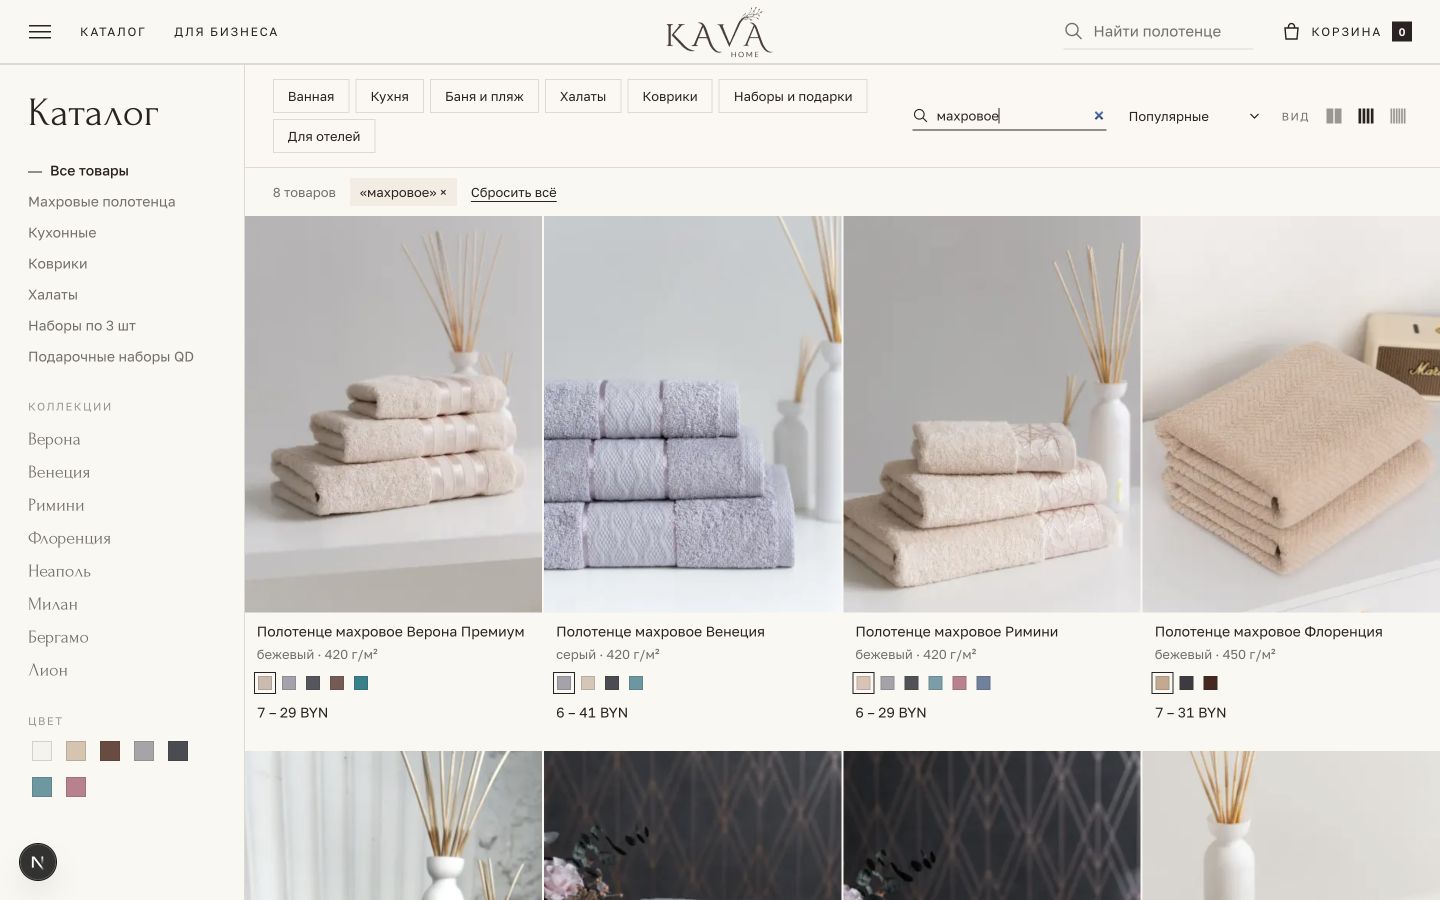 КАТАЛОГ
ДЛЯ БИЗНЕСА
KAVA
HOME
Найти полотенце
КОРЗИНА
0
Каталог
— Все товары
Махровые полотенца
Кухонные
Коврики
Халаты
Наборы по 3 шт
Подарочные наборы QD
КОЛЛЕКЦИИ
Верона
Венеция
Римини
Флоренция
Неаполь
Милан
Бергамо
Лион
ЦВЕТ
N
Ванная
Кухня
Баня и пляж
Халаты
Коврики
Наборы и подарки
Для отелей
махровое
×
Популярные
ВИД
8 товаров
«махровое» ×
Сбросить всё
Полотенце махровое Верона Премиум
бежевый · 420 г/м²
7 – 29 BYN
Полотенце махровое Венеция
серый · 420 г/м²
6 – 41 BYN
Полотенце махровое Римини
бежевый · 420 г/м²
6 – 29 BYN
Полотенце махровое Флоренция
бежевый · 450 г/м²
7 – 31 BYN